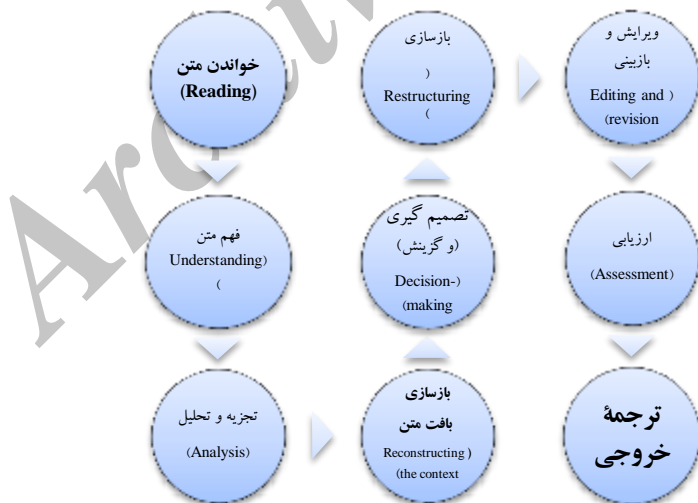 خواندن متن
(Reading)
فهم متن
Understanding(
(
تجزیه و تحلیل
(Analysis)
بازسازی
بافت متن
Reconstructing )
(the context
تصمیم گیری
(و گزینش)
Decision-)
(making
بازسازی
(
Restructuring
(
ویرایش و
بازبینی
Editing and )
(revision
ارزیابی
(Assessment)
ترجمۀ
خروجی